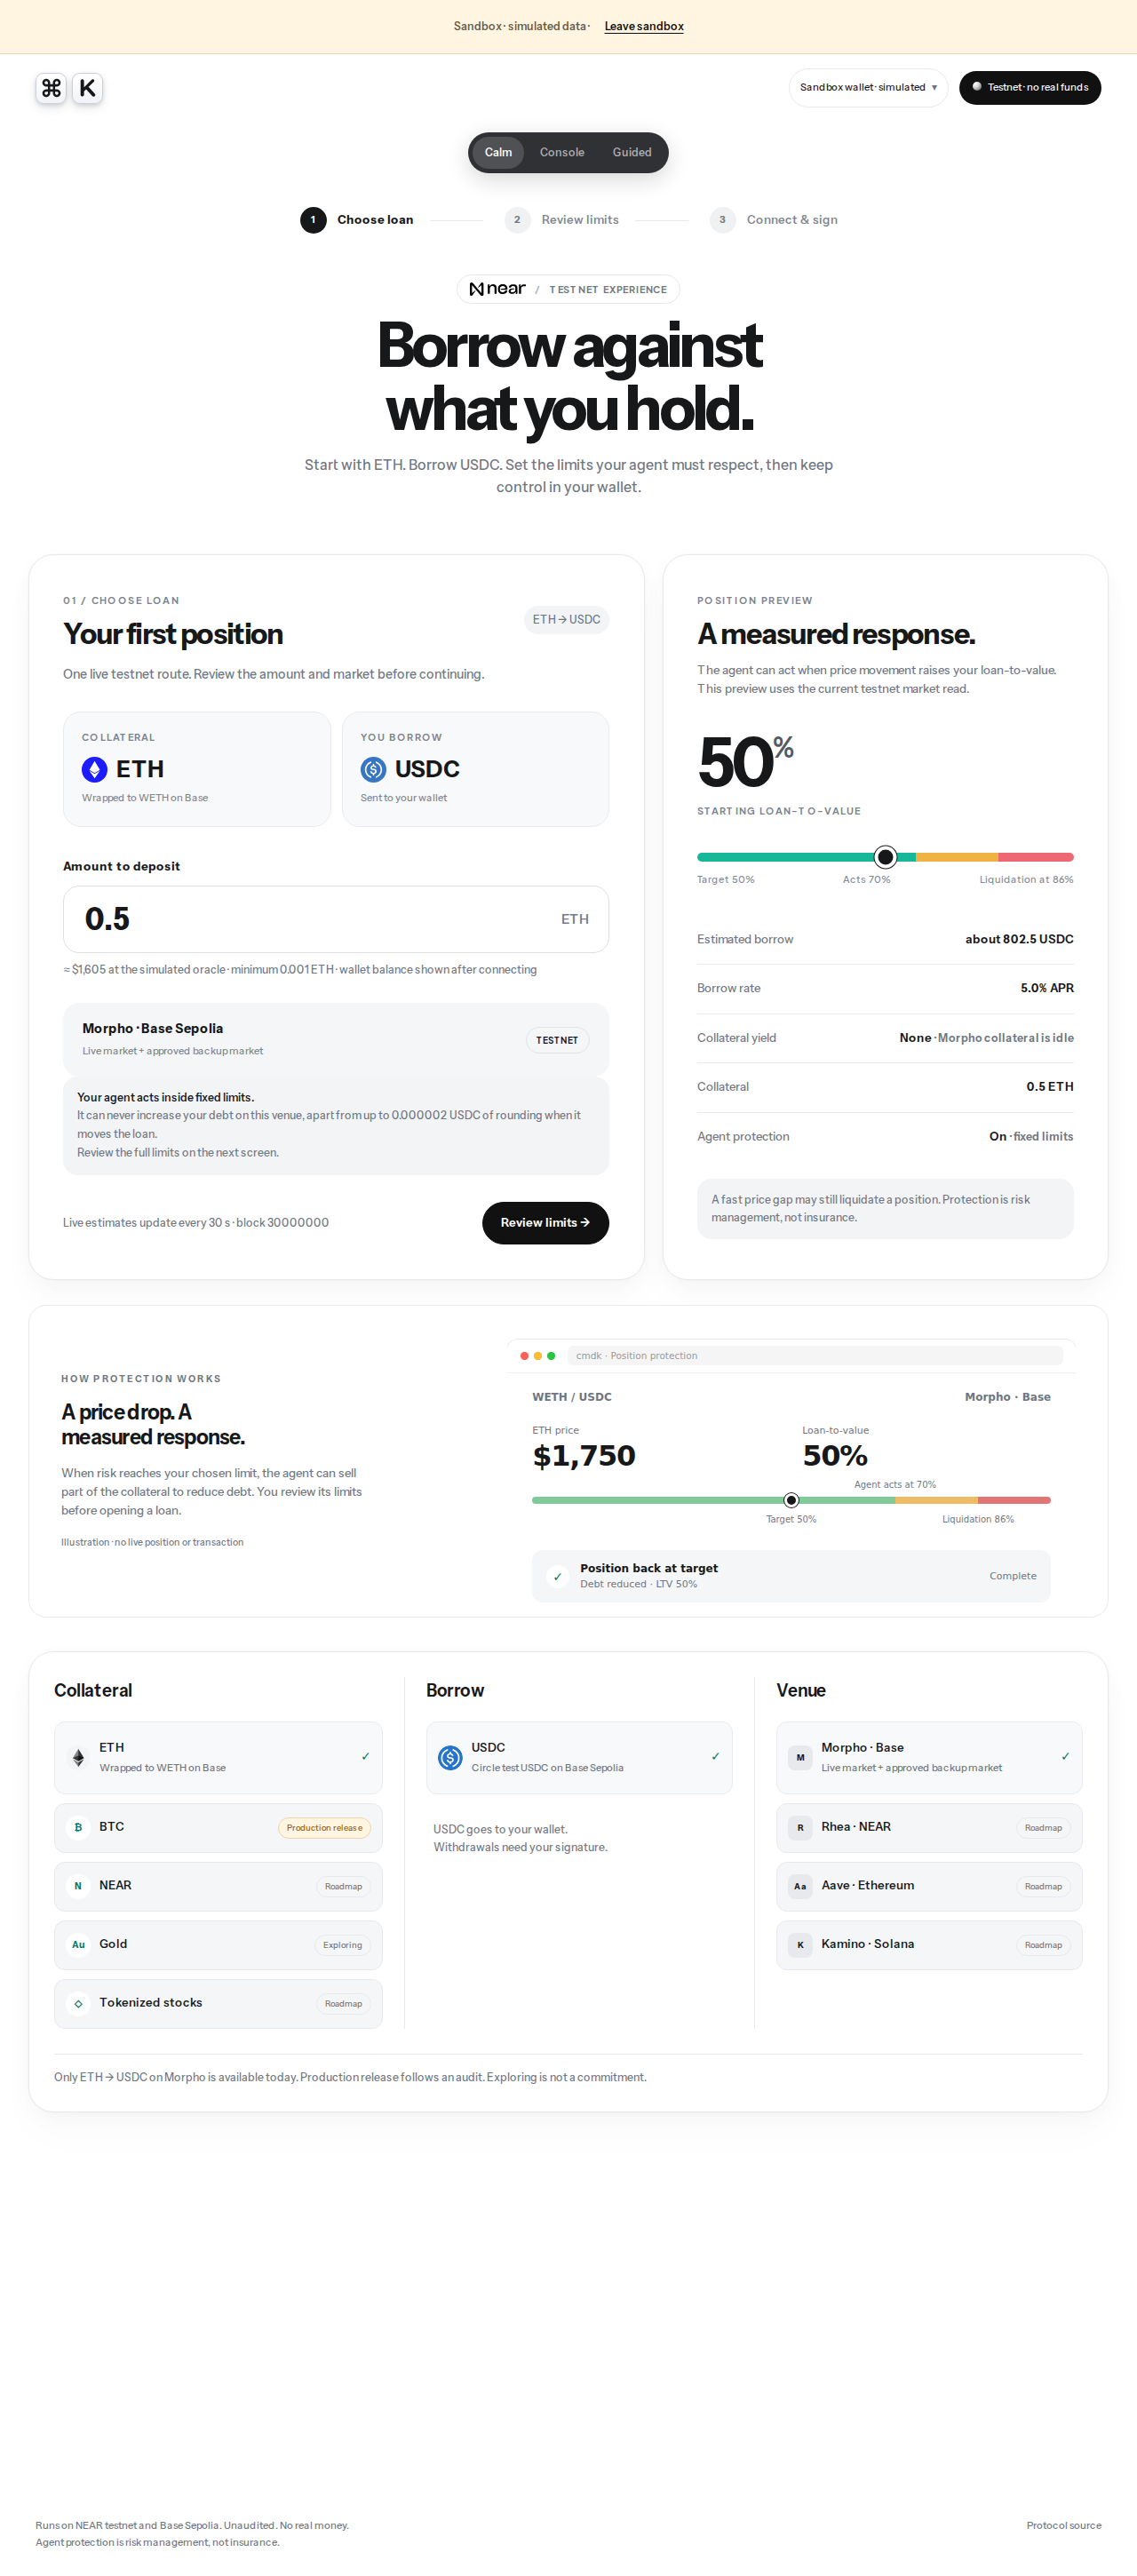 Sandbox · simulated data · Leave sandbox
⌘ K
Sandbox wallet · simulated ▾
Testnet · no real funds
Calm Console Guided
1 Choose loan
2 Review limits
3 Connect & sign
near / TESTNET EXPERIENCE
Borrow against
what you hold.
Start with ETH. Borrow USDC. Set the limits your agent must respect, then keep
control in your wallet.
01 / CHOOSE LOAN
Your first position
ETH → USDC
One live testnet route. Review the amount and market before continuing.
COLLATERAL
ETH
Wrapped to WETH on Base
YOU BORROW
USDC
Sent to your wallet
Amount to deposit
0.5 ETH
≈ $1,605 at the simulated oracle · minimum 0.001 ETH · wallet balance shown after connecting
Morpho · Base Sepolia
Live market + approved backup market
TESTNET
Your agent acts inside fixed limits.
It can never increase your debt on this venue, apart from up to 0.000002 USDC of rounding when it
moves the loan.
Review the full limits on the next screen.
Live estimates update every 30 s · block 30000000
Review limits →
POSITION PREVIEW
A measured response.
The agent can act when price movement raises your loan-to-value.
This preview uses the current testnet market read.
50%
STARTING LOAN-TO-VALUE
Target 50% Acts 70% Liquidation at 86%
Estimated borrow about 802.5 USDC
Borrow rate 5.0% APR
Collateral yield None · Morpho collateral is idle
Collateral 0.5 ETH
Agent protection On · fixed limits
A fast price gap may still liquidate a position. Protection is risk
management, not insurance.
HOW PROTECTION WORKS
A price drop. A
measured response.
When risk reaches your chosen limit, the agent can sell
part of the collateral to reduce debt. You review its limits
before opening a loan.
Illustration · no live position or transaction
cmdk · Position protection
WETH / USDC Morpho · Base
ETH price Loan-to-value
$1,750 50%
Agent acts at 70%
Target 50% Liquidation 86%
✓ Position back at target
Debt reduced · LTV 50%
Complete
Collateral
ETH
Wrapped to WETH on Base
✓
₿ BTC Production release
N NEAR Roadmap
Au Gold Exploring
◇ Tokenized stocks Roadmap
Borrow
USDC
Circle test USDC on Base Sepolia
✓
USDC goes to your wallet.
Withdrawals need your signature.
Venue
M Morpho · Base
Live market + approved backup market
✓
R Rhea · NEAR Roadmap
Aa Aave · Ethereum Roadmap
K Kamino · Solana Roadmap
Only ETH → USDC on Morpho is available today. Production release follows an audit. Exploring is not a commitment.
Runs on NEAR testnet and Base Sepolia. Unaudited. No real money.
Agent protection is risk management, not insurance.
Protocol source